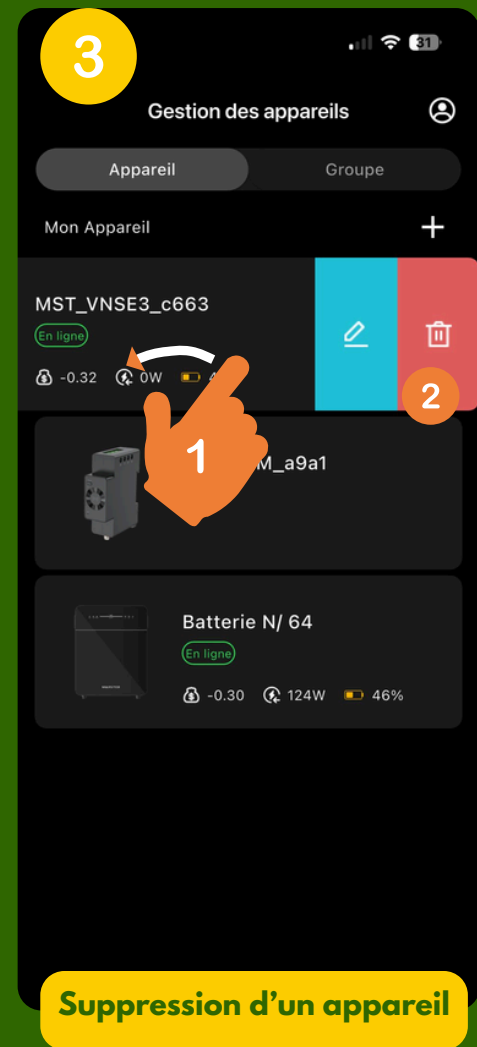 3
31
Gestion des appareils
Appareil
Groupe
Mon Appareil
MST_VNSE3_c663
En ligne
-0.32 0W 4
2
1
M_a9a1
Batterie N/ 64
En ligne
-0.30 124W 46%
Suppression d’un appareil